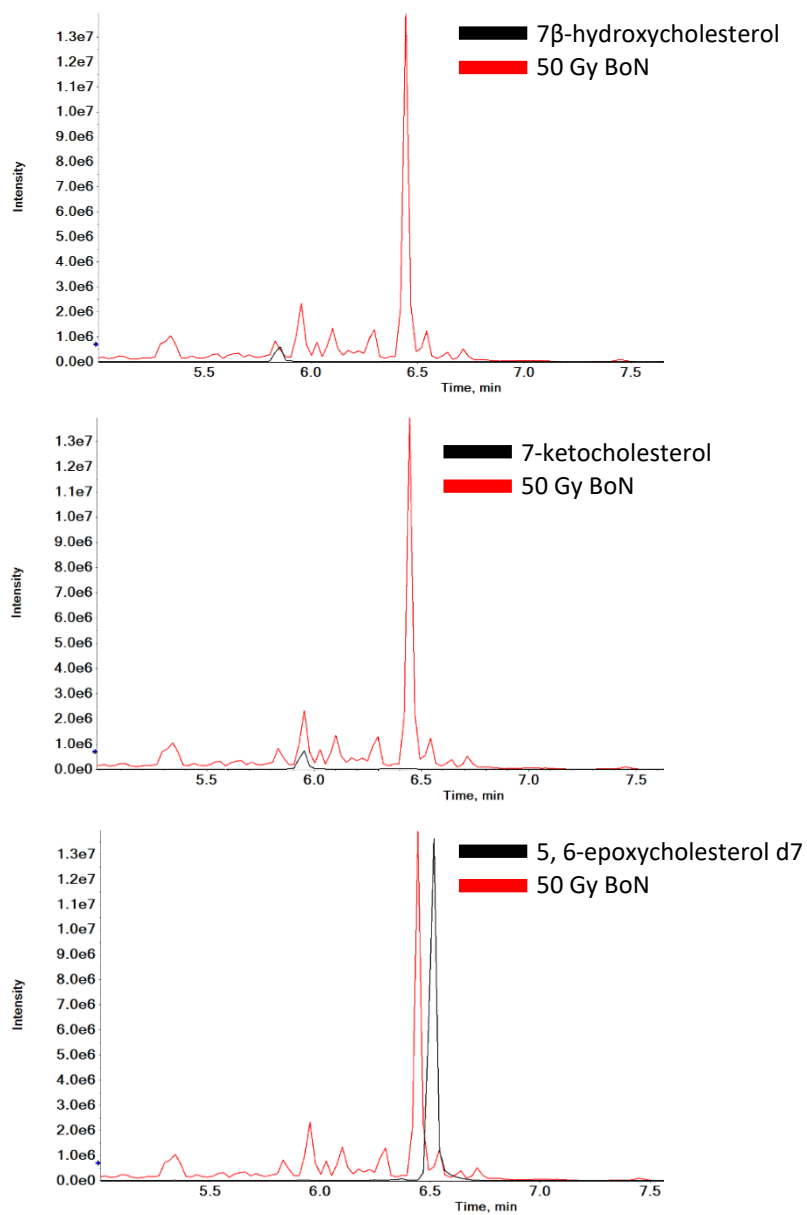 7β-hydroxycholesterol
50 Gy BoN
Intensity
1.3e7
1.2e7
1.1e7
1.0e7
9.0e6
8.0e6
7.0e6
6.0e6
5.0e6
4.0e6
3.0e6
2.0e6
1.0e6
0.0e0
5.5 6.0 6.5 7.0 7.5
Time, min
7-ketocholesterol
50 Gy BoN
Intensity
1.3e7
1.2e7
1.1e7
1.0e7
9.0e6
8.0e6
7.0e6
6.0e6
5.0e6
4.0e6
3.0e6
2.0e6
1.0e6
0.0e0
5.5 6.0 6.5 7.0 7.5
Time, min
5, 6-epoxycholesterol d7
50 Gy BoN
Intensity
1.3e7
1.2e7
1.1e7
1.0e7
9.0e6
8.0e6
7.0e6
6.0e6
5.0e6
4.0e6
3.0e6
2.0e6
1.0e6
0.0e0
5.5 6.0 6.5 7.0 7.5
Time, min